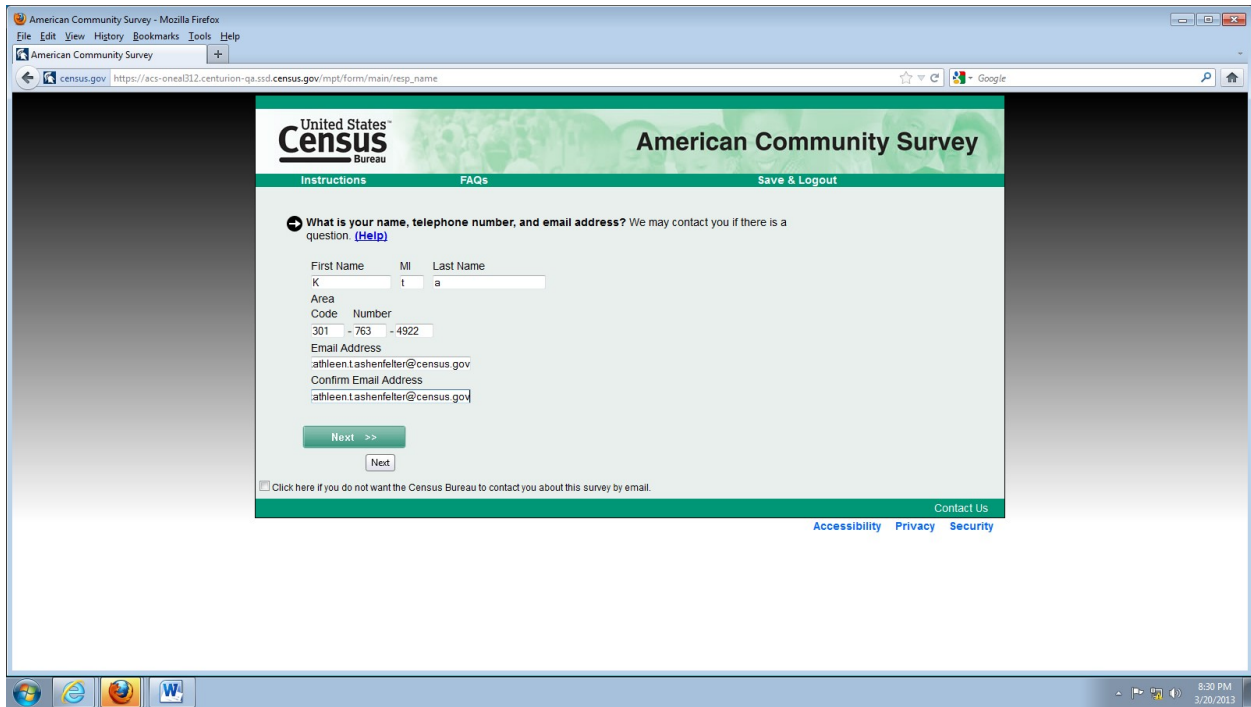 American Community Survey - Mozilla Firefox
File Edit View History Bookmarks Tools Help
American Community Survey +
census.gov https://acs-oneal312.centurion-qa.ssd.census.gov/mpt/form/main/resp_name Google
United States™
Census
Bureau
American Community Survey
Instructions FAQs Save & Logout
What is your name, telephone number, and email address? We may contact you if there is a
question. (Help)
First Name MI Last Name
K t a
Area
Code Number
301 - 763 - 4922
Email Address
athleen.t.ashenfelter@census.gov
Confirm Email Address
athleen.t.ashenfelter@census.gov
Next >>
Next
Click here if you do not want the Census Bureau to contact you about this survey by email.
Contact Us
Accessibility Privacy Security
8:30 PM
3/20/2013